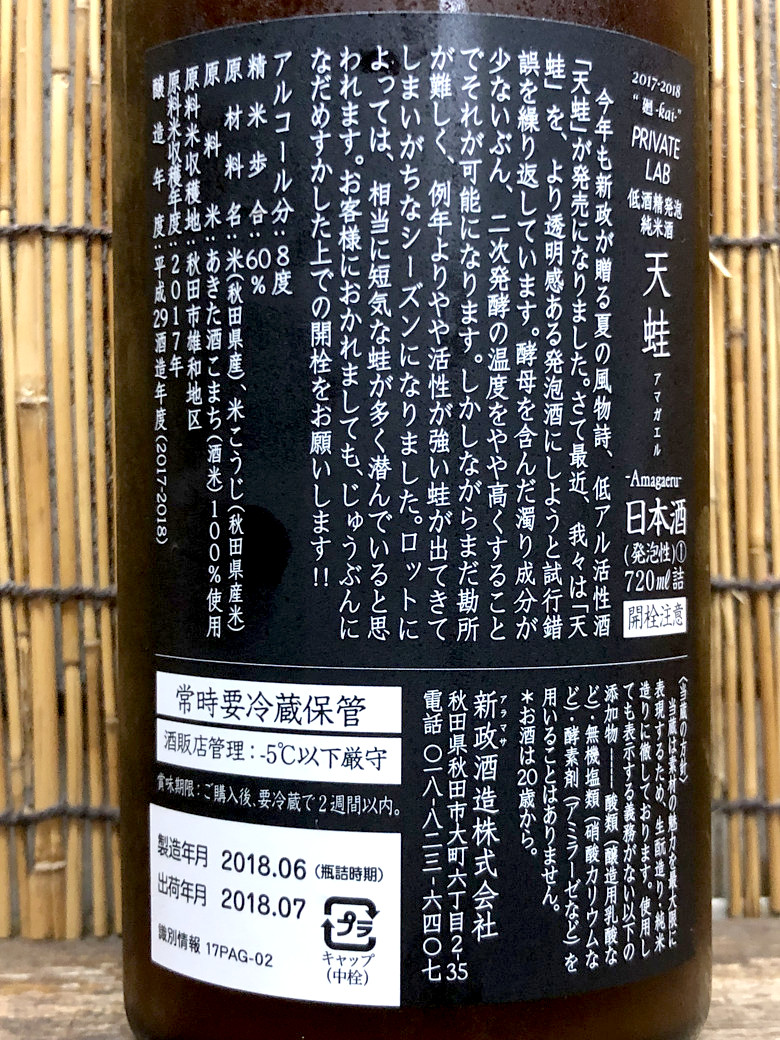 2017-2018
“廻-kai-”
PRIVATE
LAB
低酒精発泡
純米酒
天蛙
アマガエル
-Amagaeru-
日本酒
(発泡性)①
720㎖詰
開栓注意
今年も新政が贈る夏の風物詩、低アル活性酒
「天蛙」が発売になりました。さて最近、我々は「天
蛙」を、より透明感ある発泡酒にしようと試行錯
誤を繰り返しています。酵母を含んだ濁り成分が
少ないぶん、二次発酵の温度をやや高くすること
でそれが可能になります。しかしながらまだ勘所
が難しく、例年よりやや活性が強い蛙が出てきて
しまいがちなシーズンになりました。ロットに
よっては、相当に短気な蛙が多く潜んでいると思
われます。お客様におかれましても、じゅうぶんに
なだめすかした上での開栓をお願いします!!
アルコール分:8度
精米歩合:60%
原材料名:米(秋田県産)、米こうじ(秋田県産米)
原料米:あきた酒こまち(酒米)100%使用
原料米収穫地:秋田市雄和地区
原料米収穫年度:2017年
醸造年度:平成29酒造年度(2017-2018)
〈当蔵の方針〉
当蔵は素材の魅力を最大限に
表現するため、生酛造り・純米
造りに徹しております。使用し
ても表示する義務がない以下の
添加物――酸類(醸造用乳酸な
ど)・無機塩類(硝酸カリウムな
ど)・酵素剤(アミラーゼなど)を
用いることはありません。
*お酒は20歳から。
アラマサ
新政酒造株式会社
秋田県秋田市大町六丁目2-35
電話 〇一八-八二三-六四〇七
常時要冷蔵保管
酒販店管理:-5℃以下厳守
賞味期限:ご購入後、要冷蔵で2週間以内。
製造年月 2018.06(瓶詰時期)
出荷年月 2018.07
識別情報 17PAG-02
プラ
キャップ
(中栓)